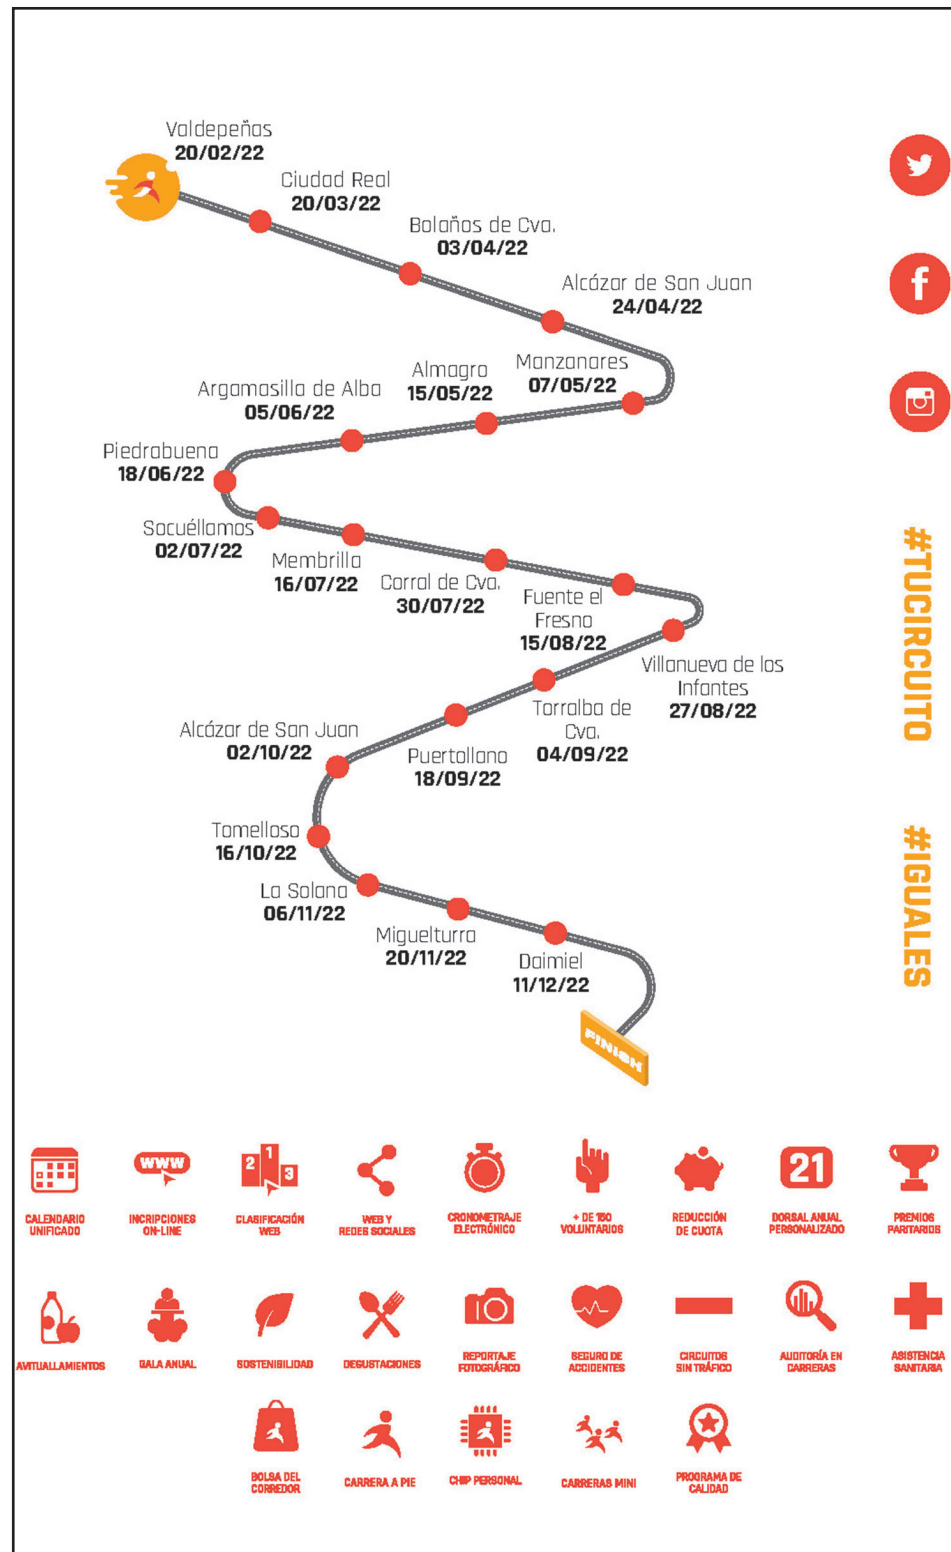 Valdepeñas
20/02/22
Ciudad Real
20/03/22
Bolaños de Cva.
03/04/22
Alcázar de San Juan
24/04/22
Manzanares
07/05/22
Almagro
15/05/22
Argamasilla de Alba
05/06/22
Piedrabuena
18/06/22
Socuéllamos
02/07/22
Membrilla
16/07/22
Corral de Cva.
30/07/22
Fuente el
Fresno
15/08/22
Villanueva de los
Infantes
27/08/22
Torralba de
Cva.
04/09/22
Puertollano
18/09/22
Alcázar de San Juan
02/10/22
Tomelloso
16/10/22
La Solana
06/11/22
Miguelturra
20/11/22
Daimiel
11/12/22
FINISH
#TUCIRCUITO
#IGUALES
CALENDARIO
UNIFICADO
WWW
INCRIPCIONES
ON-LINE
2 1 3
CLASIFICACIÓN
WEB
WEB Y
REDES SOCIALES
CRONOMETRAJE
ELECTRÓNICO
+ DE 150
VOLUNTARIOS
REDUCCIÓN
DE CUOTA
21
DORSAL ANUAL
PERSONALIZADO
PREMIOS
PARITARIOS
AVITUALLAMIENTOS
GALA ANUAL
SOSTENIBILIDAD
DEGUSTACIONES
REPORTAJE
FOTOGRÁFICO
SEGURO DE
ACCIDENTES
CIRCUITOS
SIN TRÁFICO
AUDITORÍA EN
CARRERAS
ASISTENCIA
SANITARIA
BOLSA DEL
CORREDOR
CARRERA A PIE
CHIP PERSONAL
CARRERAS MINI
PROGRAMA DE
CALIDAD